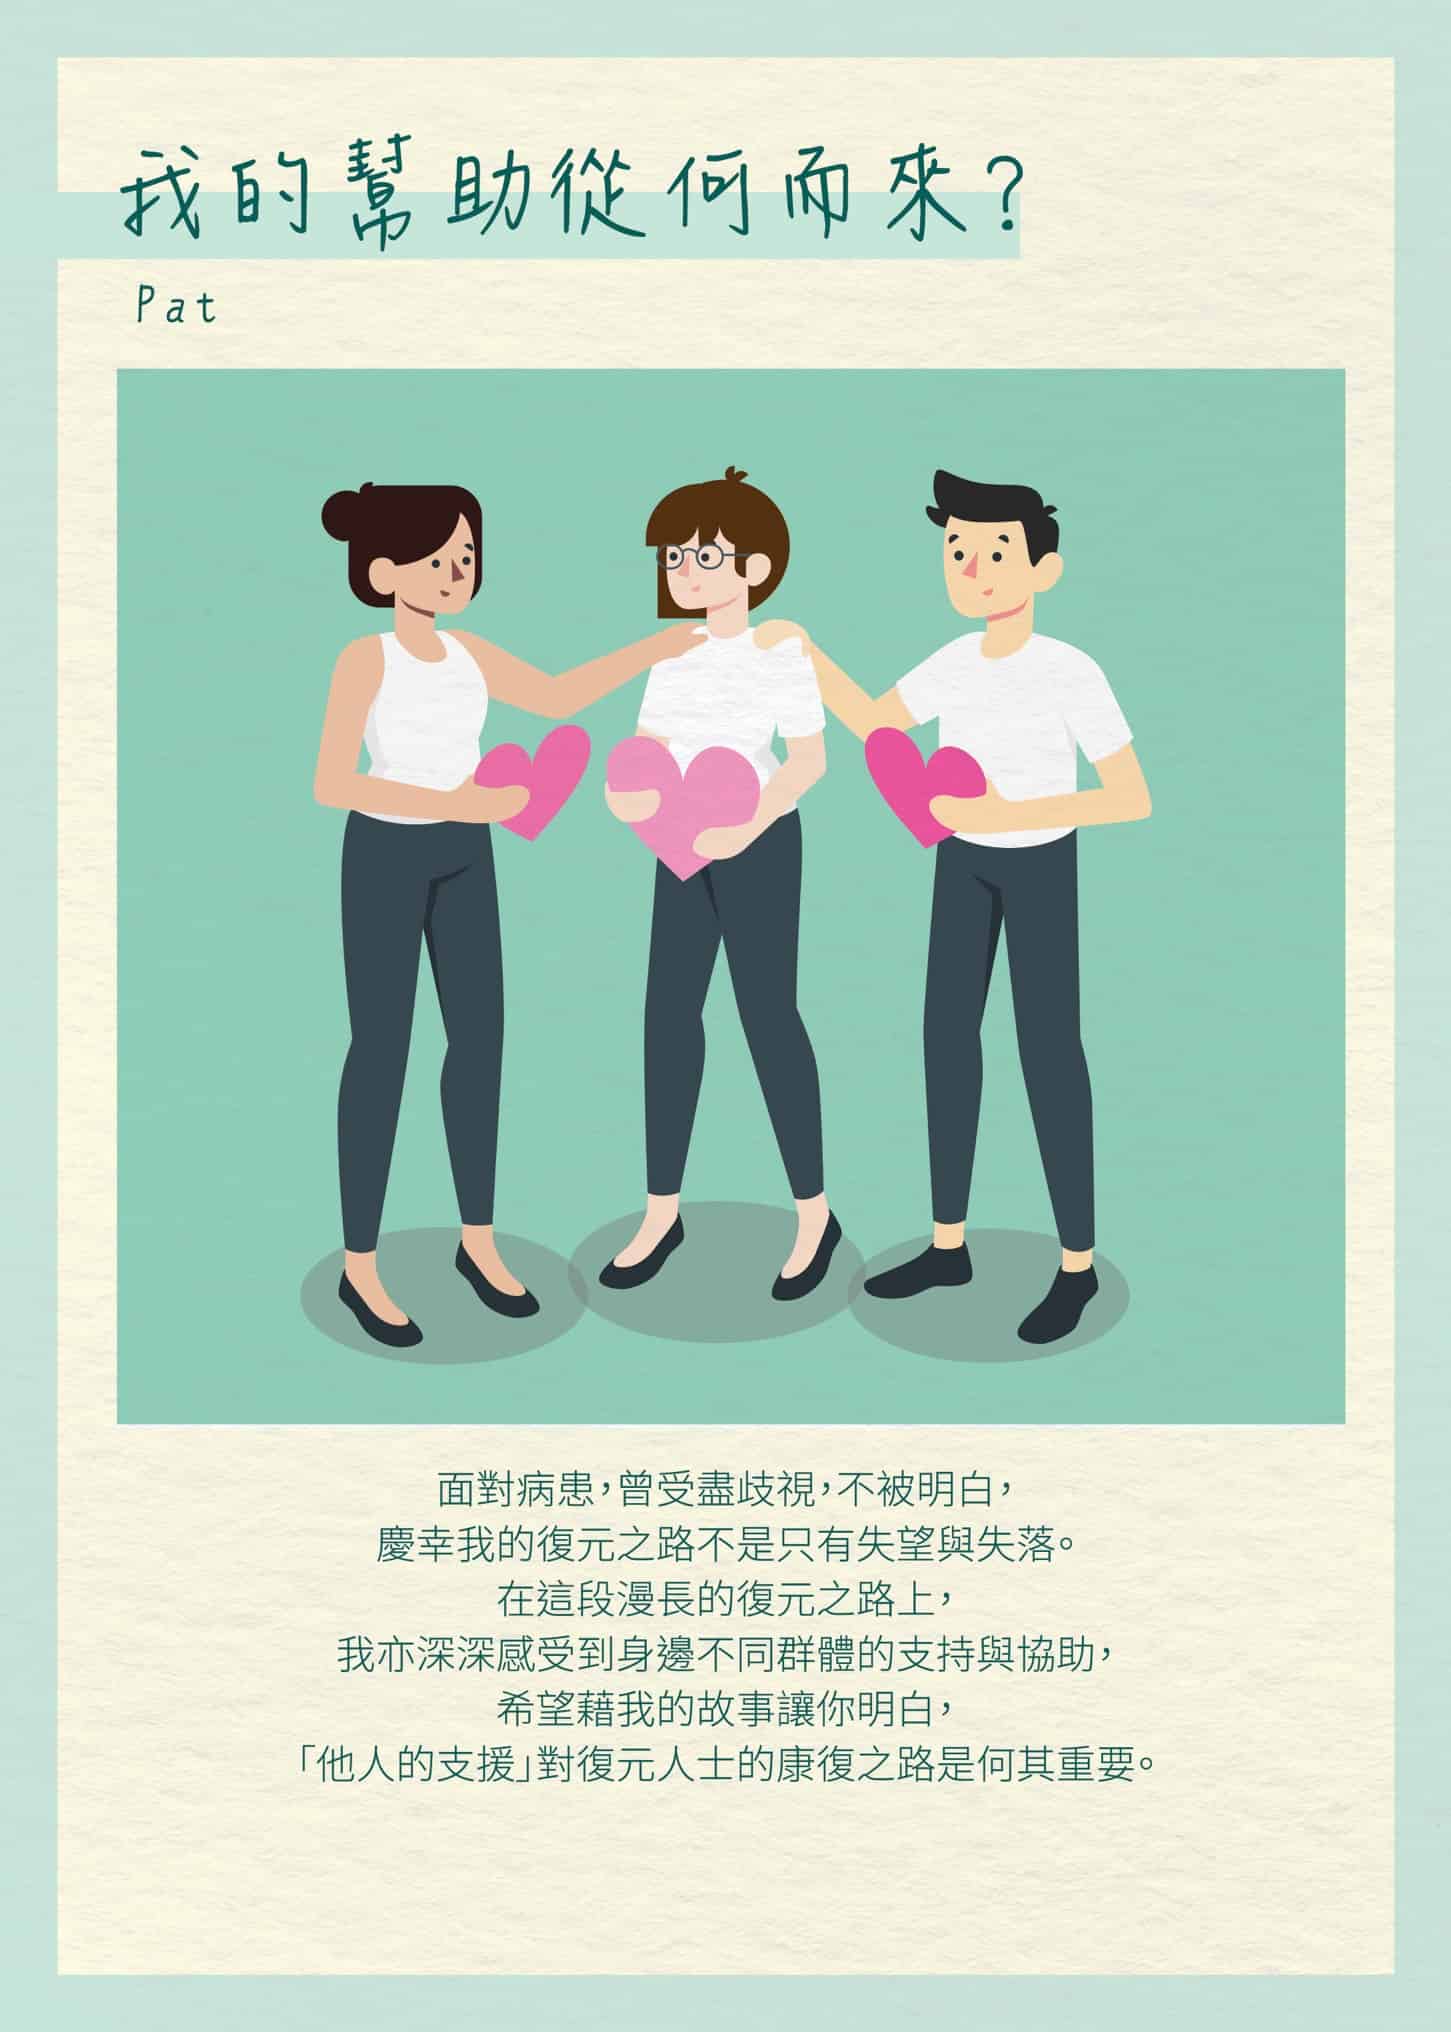 我的幫助從何而來?
Pat
面對病患，曾受盡歧視，不被明白，
慶幸我的復元之路不是只有失望與失落。
在這段漫長的復元之路上，
我亦深深感受到身邊不同群體的支持與協助，
希望藉我的故事讓你明白，
「他人的支援」對復元人士的康復之路是何其重要。